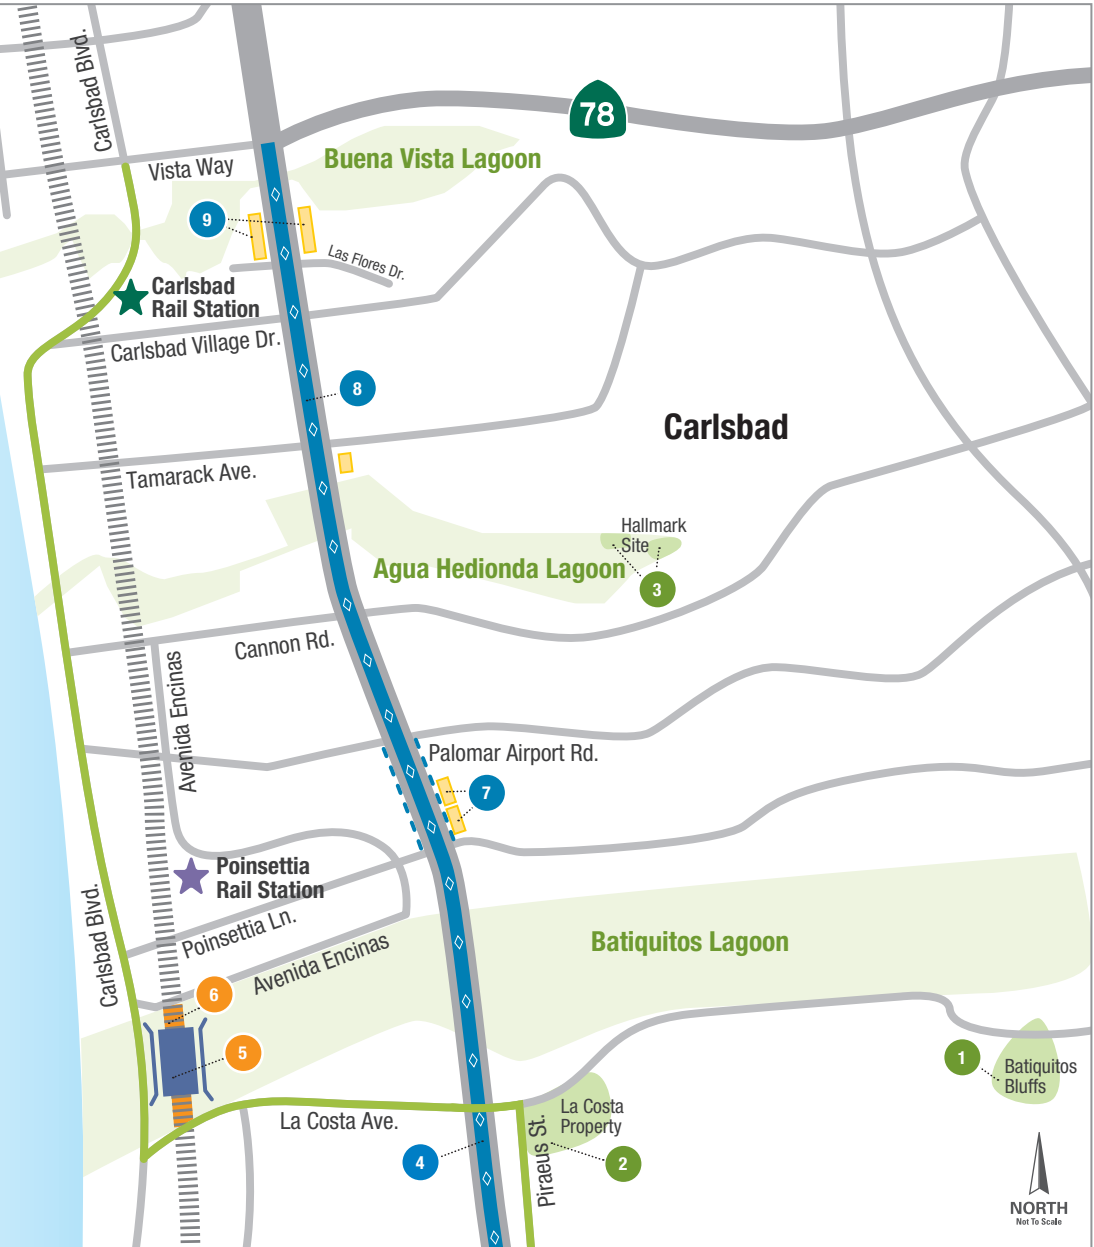 Carlsbad Blvd.
78
Vista Way
Buena Vista Lagoon
9
Las Flores Dr.
Carlsbad
Rail Station
Carlsbad Village Dr.
8
Carlsbad
Tamarack Ave.
Hallmark
Site
Agua Hedionda Lagoon
3
Cannon Rd.
Avenida Encinas
Palomar Airport Rd.
7
Poinsettia
Rail Station
Carlsbad Blvd.
Poinsettia Ln.
Batiquitos Lagoon
Avenida Encinas
6
5
1
Batiquitos
Bluffs
La Costa Ave.
La Costa
Property
Piraeus St.
4
2
NORTH
Not To Scale